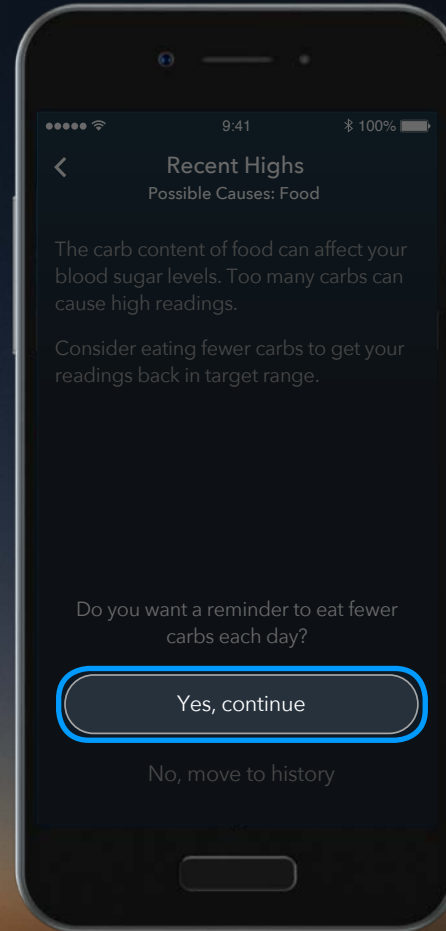 9:41 100%
Recent Highs
Possible Causes: Food
The carb content of food can affect your
blood sugar levels. Too many carbs can
cause high readings.
Consider eating fewer carbs to get your
readings back in target range.
Do you want a reminder to eat fewer
carbs each day?
Yes, continue
No, move to history